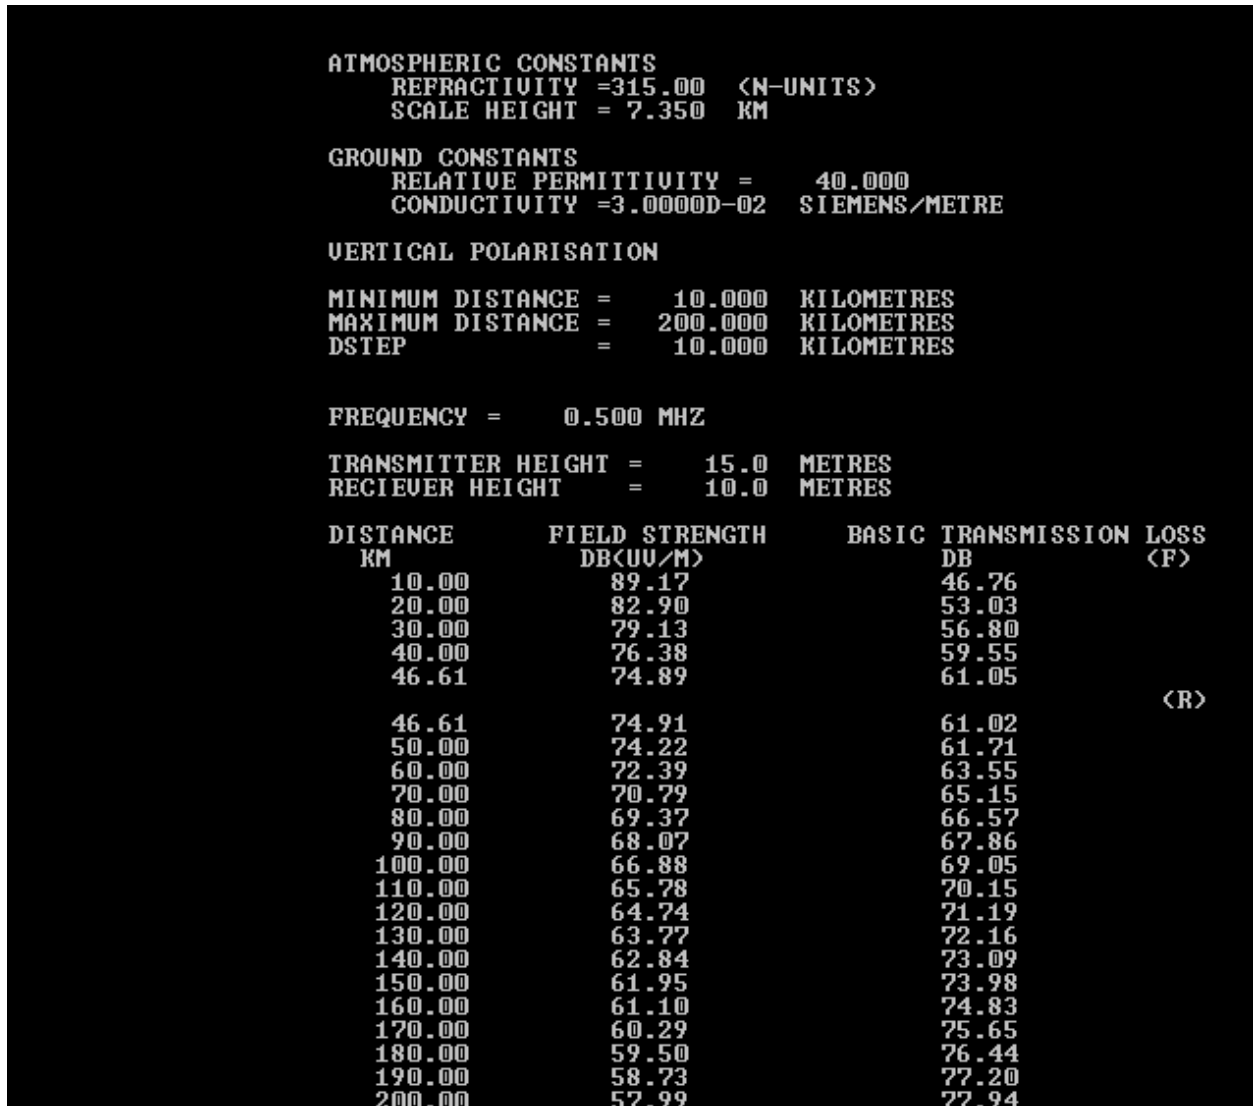 ATMOSPHERIC CONSTANTS
REFRACTIVITY =315.00 (N-UNITS)
SCALE HEIGHT = 7.350 KM
GROUND CONSTANTS
RELATIVE PERMITTIVITY = 40.000
CONDUCTIVITY =3.0000D-02 SIEMENS/METRE
VERTICAL POLARISATION
MINIMUM DISTANCE = 10.000 KILOMETRES
MAXIMUM DISTANCE = 200.000 KILOMETRES
DSTEP = 10.000 KILOMETRES
FREQUENCY = 0.500 MHZ
TRANSMITTER HEIGHT = 15.0 METRES
RECIEVER HEIGHT = 10.0 METRES
DISTANCE FIELD STRENGTH BASIC TRANSMISSION LOSS
KM DB(UV/M) DB (F)
10.00 89.17 46.76
20.00 82.90 53.03
30.00 79.13 56.80
40.00 76.38 59.55
46.61 74.89 61.05
(R)
46.61 74.91 61.02
50.00 74.22 61.71
60.00 72.39 63.55
70.00 70.79 65.15
80.00 69.37 66.57
90.00 68.07 67.86
100.00 66.88 69.05
110.00 65.78 70.15
120.00 64.74 71.19
130.00 63.77 72.16
140.00 62.84 73.09
150.00 61.95 73.98
160.00 61.10 74.83
170.00 60.29 75.65
180.00 59.50 76.44
190.00 58.73 77.20
200.00 57.99 77.94